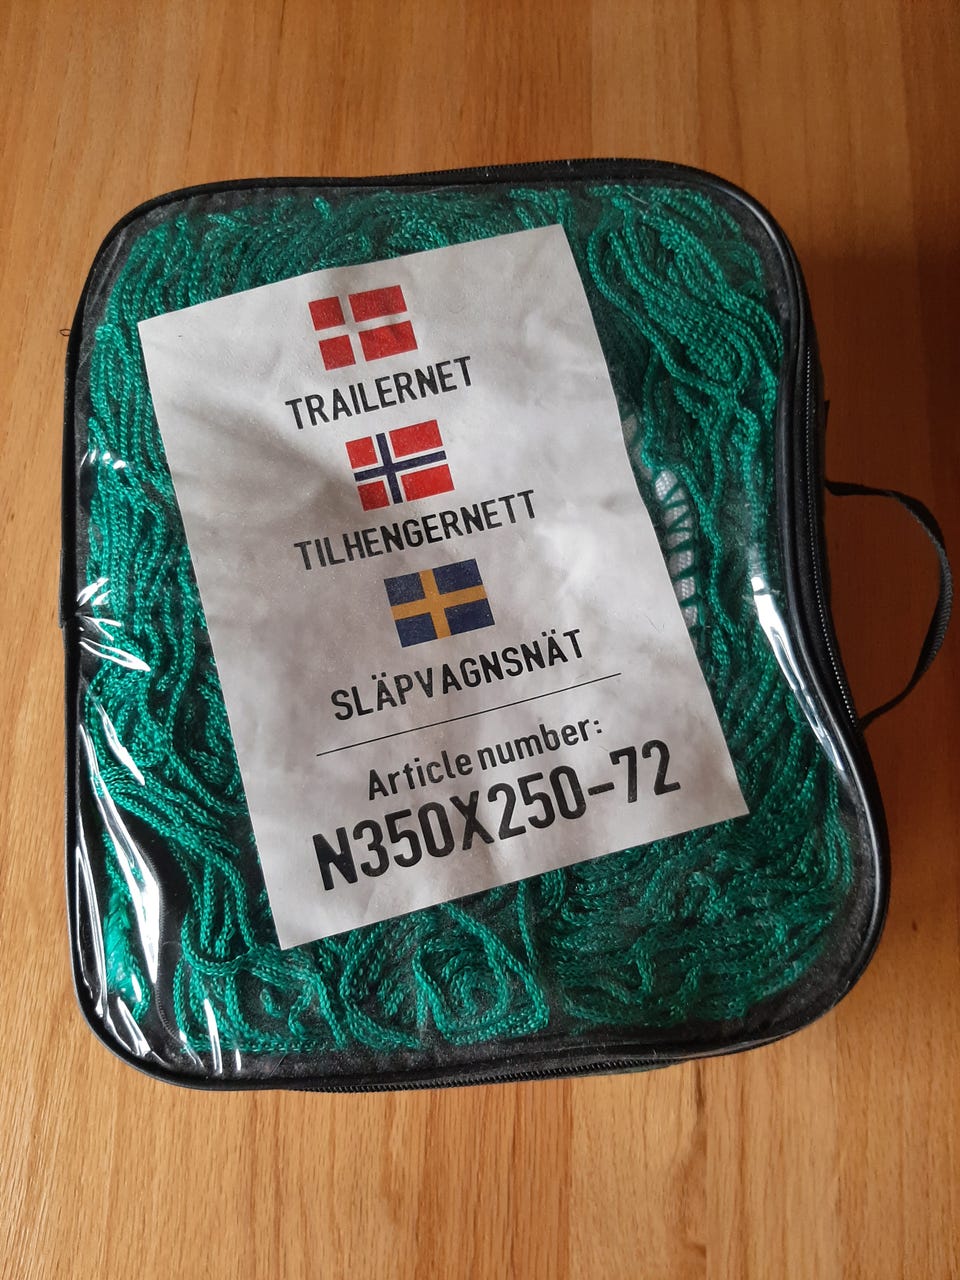 TRAILERNET
TILHENGERNETT
SLÄPVAGNSNÄT
Article number:
N350X250-72